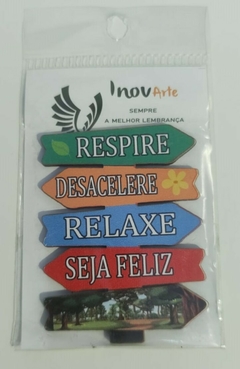 InovArte
SEMPRE
A MELHOR LEMBRANÇA
RESPIRE
DESACELERE
RELAXE
SEJA FELIZ